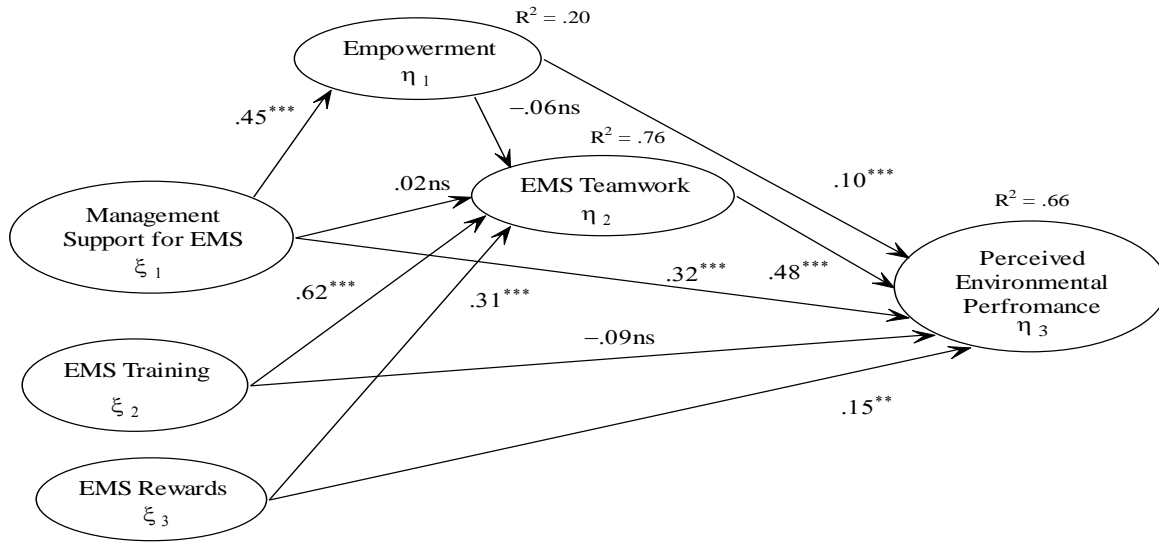 R² = .20
Empowerment
η 1
.45***
−.06ns
R² = .76
.02ns
EMS Teamwork
η 2
.10***
R² = .66
Management
Support for EMS
ξ 1
Perceived
Environmental
Perfromance
η 3
.62***
.31***
.32***
.48***
−.09ns
EMS Training
ξ 2
.15**
EMS Rewards
ξ 3